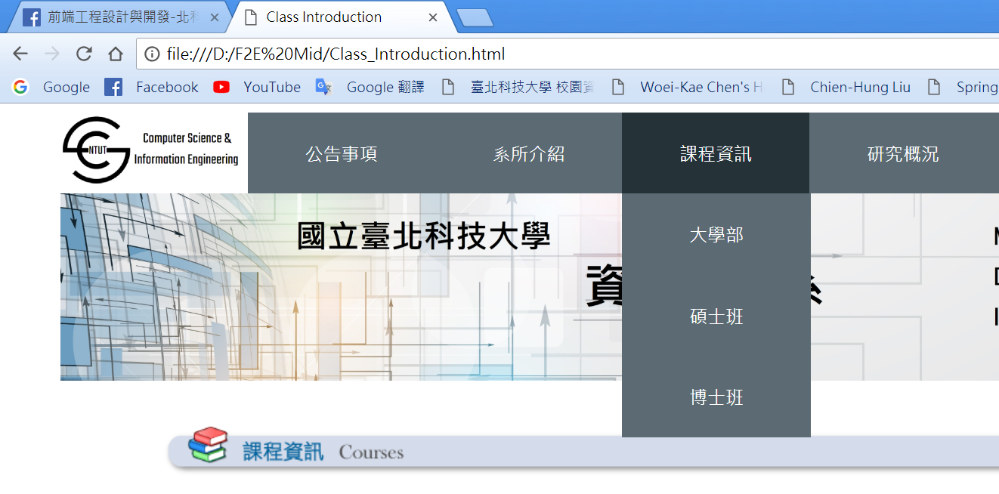 前端工程設計與開發-北科
Class Introduction
file:///D:/F2E%20Mid/Class_Introduction.html
Google Facebook YouTube Google 翻譯 臺北科技大學 校園資 Woei-Kae Chen's H Chien-Hung Liu Spring
NTUT
Computer Science &
Information Engineering
公告事項 系所介紹 課程資訊 研究概況
大學部
碩士班
博士班
國立臺北科技大學
資 系
課程資訊 Courses